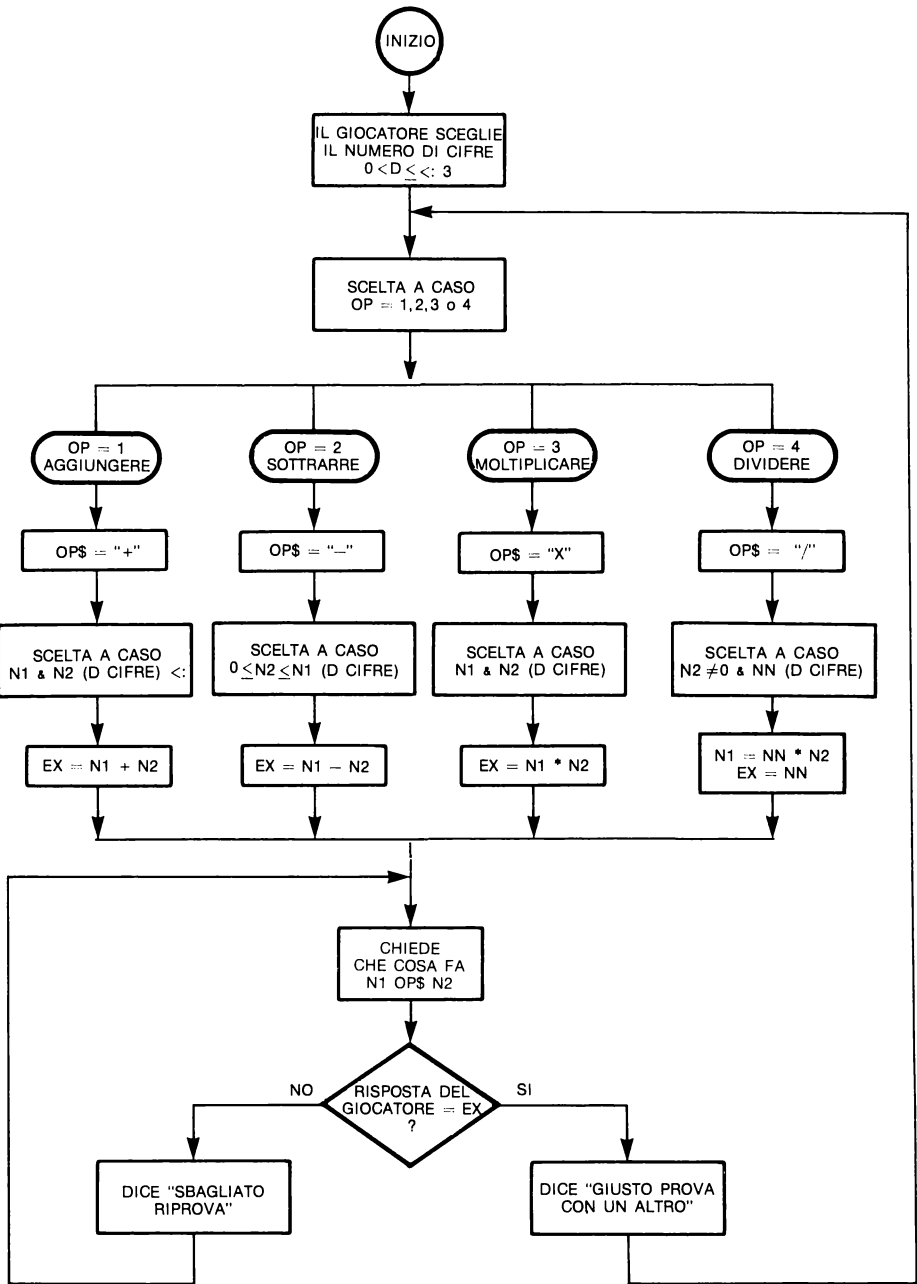 INIZIO
IL GIOCATORE SCEGLIE
IL NUMERO DI CIFRE
0 < D ≤ <: 3
SCELTA A CASO
OP = 1,2,3 o 4
OP = 1
AGGIUNGERE
OP = 2
SOTTRARRE
OP = 3
MOLTIPLICARE
OP = 4
DIVIDERE
OP$ = "+"
OP$ = "–"
OP$ = "X"
OP$ = "/"
SCELTA A CASO
N1 & N2 (D CIFRE) <:
SCELTA A CASO
0≤N2≤N1 (D CIFRE)
SCELTA A CASO
N1 & N2 (D CIFRE)
SCELTA A CASO
N2 ≠0 & NN (D CIFRE)
EX = N1 + N2
EX = N1 – N2
EX = N1 * N2
N1 = NN * N2
EX = NN
CHIEDE
CHE COSA FA
N1 OP$ N2
NO
RISPOSTA DEL
GIOCATORE = EX
?
SI
DICE "SBAGLIATO
RIPROVA"
DICE "GIUSTO PROVA
CON UN ALTRO"